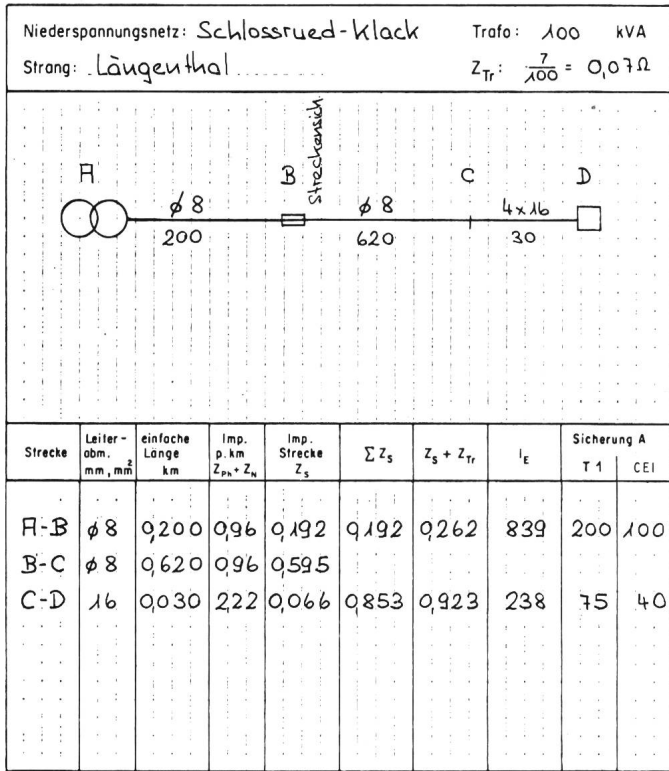 Niederspannungsnetz: Schlossrued-Klack Trafo: 100 kVA
Strang: Längenthal Z_Tr: 7/100 = 0,07Ω
Streckensich
A B C D
ø 8 ø 8 4x16
200 620 30
Strecke Leiter-abm. mm, mm² einfache Länge km Imp. p. km Z_Ph + Z_N Imp. Strecke Z_S Σ Z_S Z_S + Z_Tr I_E Sicherung A T 1 CEI
A-B ø 8 0,200 0,96 0,192 0,192 0,262 839 200 100
B-C ø 8 0,620 0,96 0,595
C-D 16 0,030 2,22 0,066 0,853 0,923 238 75 40